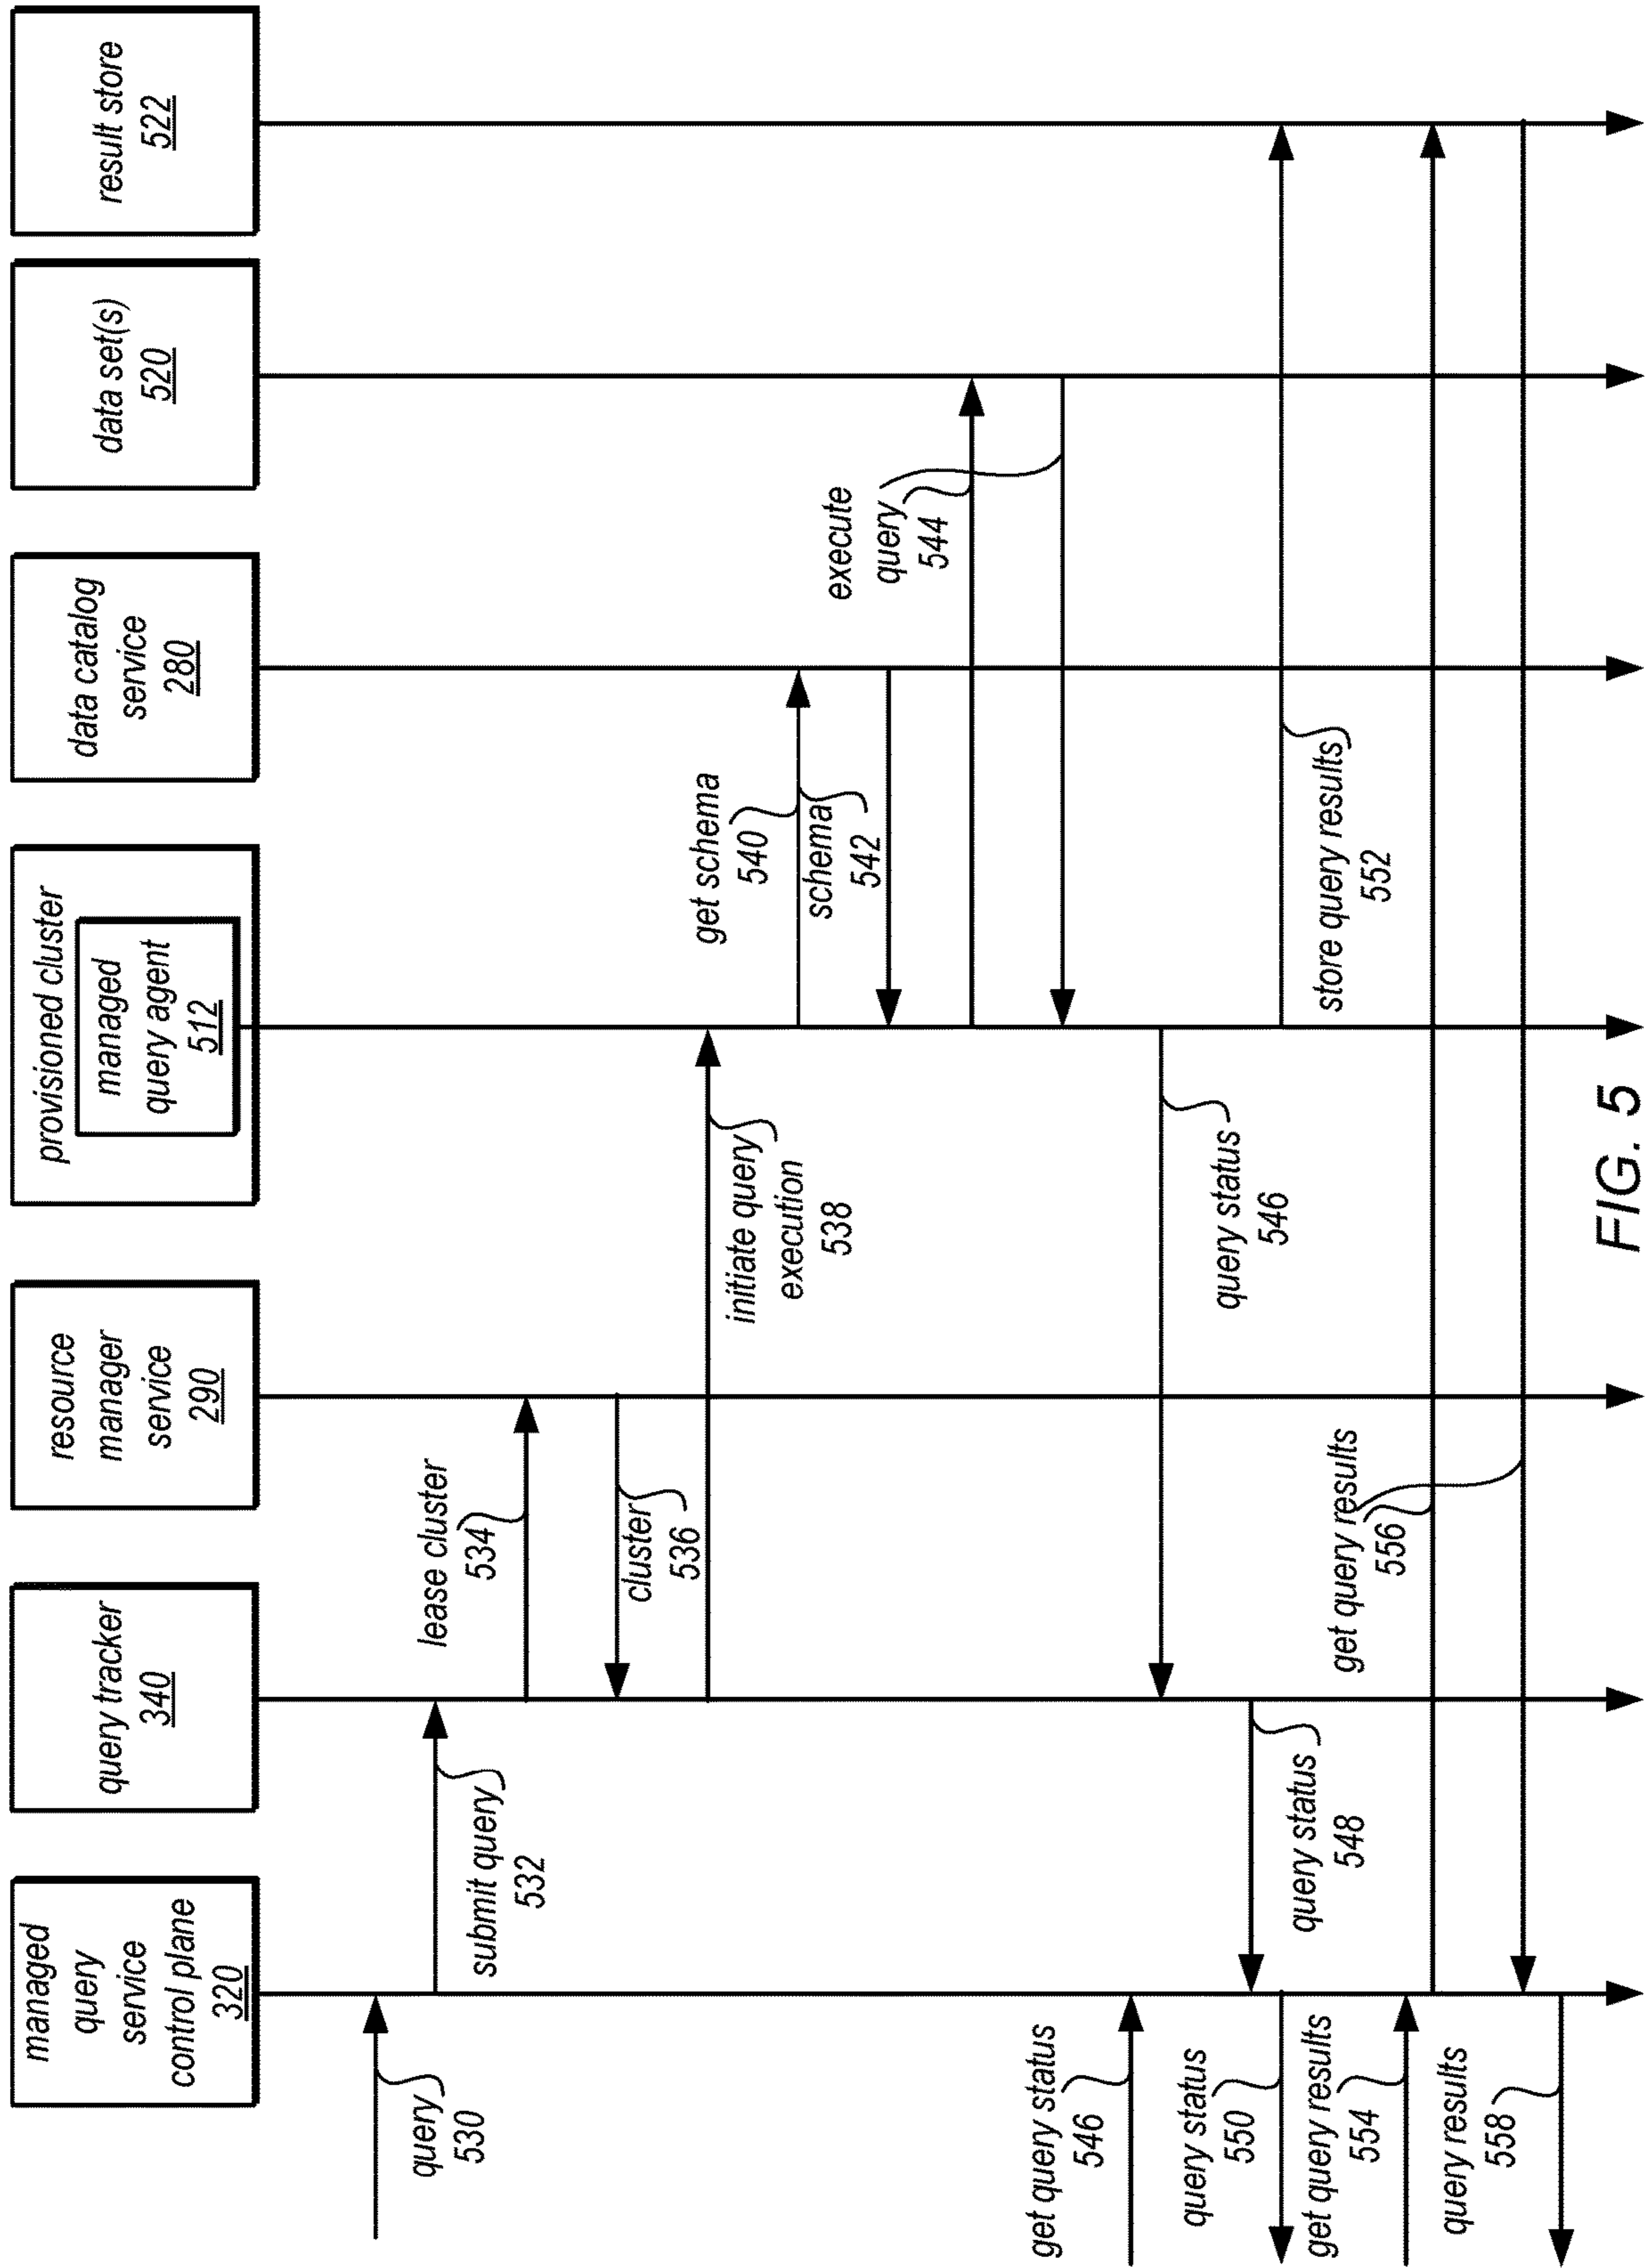 managed
query
service
control plane
320
query tracker
340
resource
manager
service
290
provisioned cluster
managed
query agent
512
data catalog
service
280
data set(s)
520
result store
522
query
530
submit query
532
lease cluster
534
cluster
536
initiate query
execution
538
get schema
540
schema
542
execute
query
544
get query status
546
query status
546
query status
548
query status
550
store query results
552
get query results
554
get query results
556
query results
558
FIG. 5